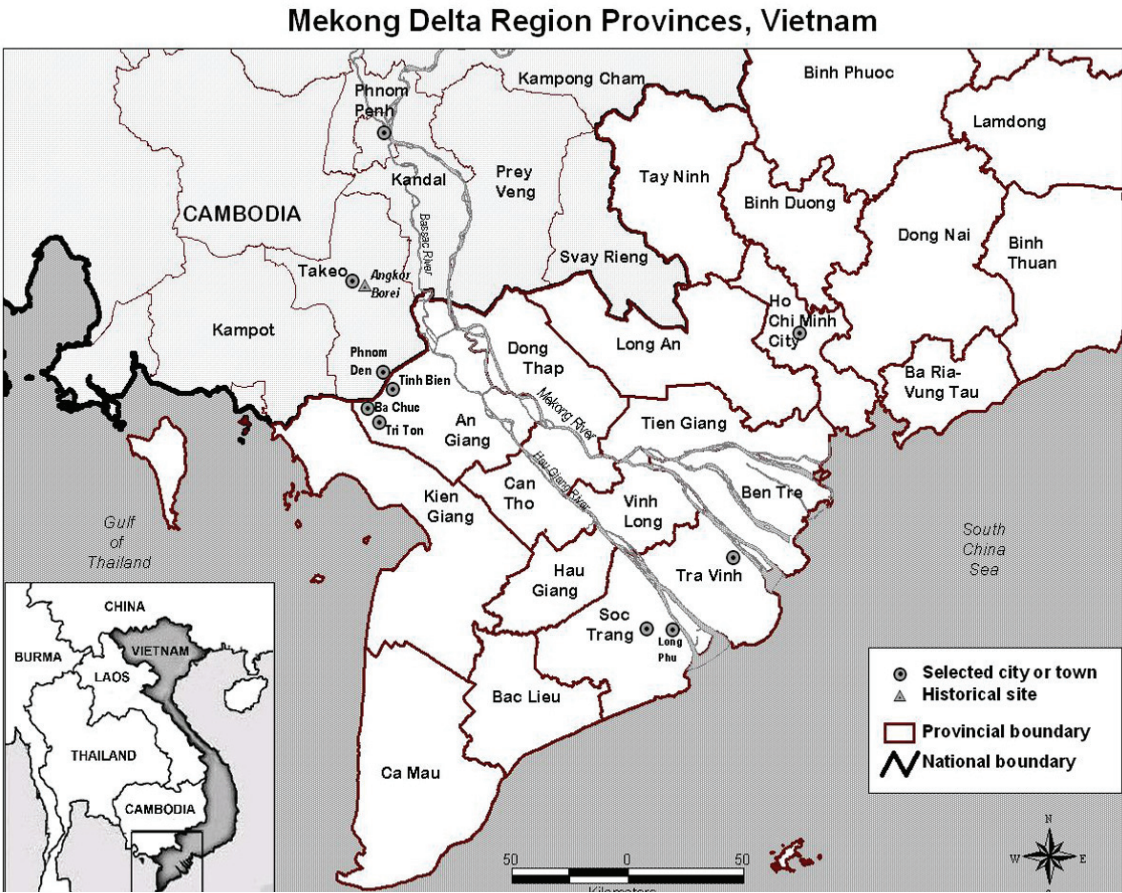 Mekong Delta Region Provinces, Vietnam
Kampong Cham
Phnom
Penh
Binh Phuoc
Lamdong
Kandal
Prey
Veng
Tay Ninh
Binh Duong
CAMBODIA
Bassac River
Dong Nai
Binh
Thuan
Svay Rieng
Takeo
Angkor
Borei
Ho
Chi Minh
City
Kampot
Long An
Dong
Thap
Phnom
Den
Tinh Bien
Ba Ria-
Vung Tau
Ba Chuc
Tri Ton
An
Giang
Mekong River
Tien Giang
Hau Giang River
Can
Tho
Kien
Giang
Vinh
Long
Ben Tre
Gulf
of
Thailand
South
China
Sea
Hau
Giang
Tra Vinh
Soc
Trang
Long
Phu
Bac Lieu
Ca Mau
CHINA
BURMA
VIETNAM
LAOS
THAILAND
CAMBODIA
Selected city or town
Historical site
Provincial boundary
National boundary
50 0 50
Kilometers
N
W E
S